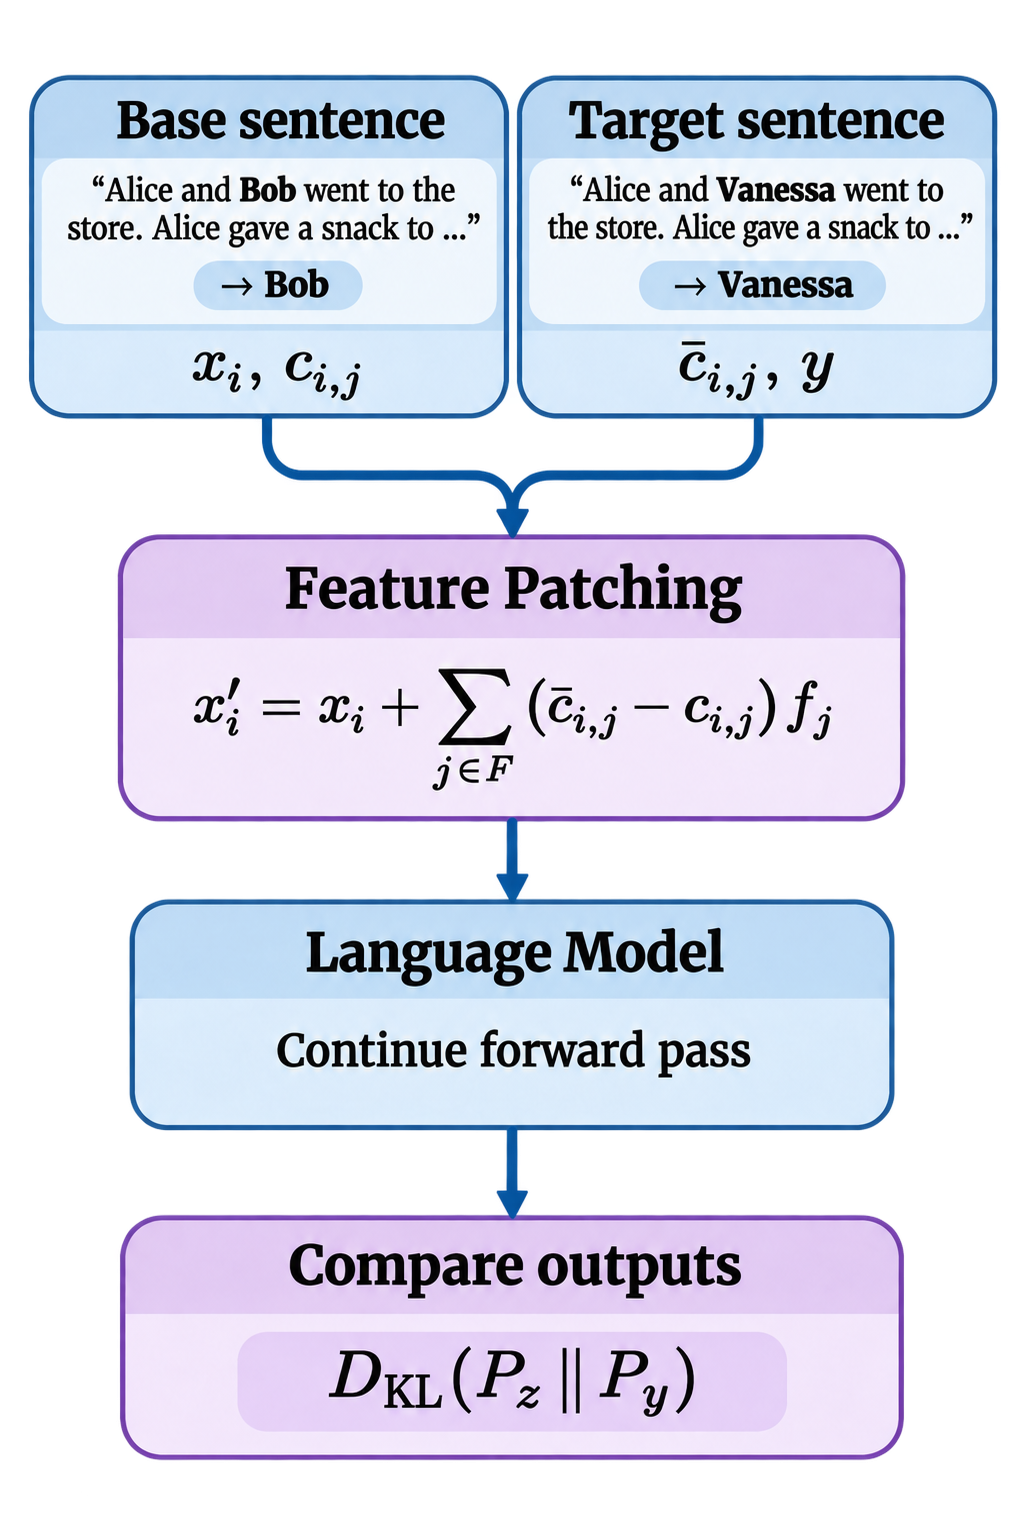 Base sentence
“Alice and Bob went to the
store. Alice gave a snack to ...”
→ Bob
x_i, c_{i,j}
Target sentence
“Alice and Vanessa went to
the store. Alice gave a snack to ...”
→ Vanessa
c̄_{i,j}, y
Feature Patching
x′_i = x_i + ∑_{j∈F} (c̄_{i,j} − c_{i,j}) f_j
Language Model
Continue forward pass
Compare outputs
D_{KL}(P_z ∥ P_y)